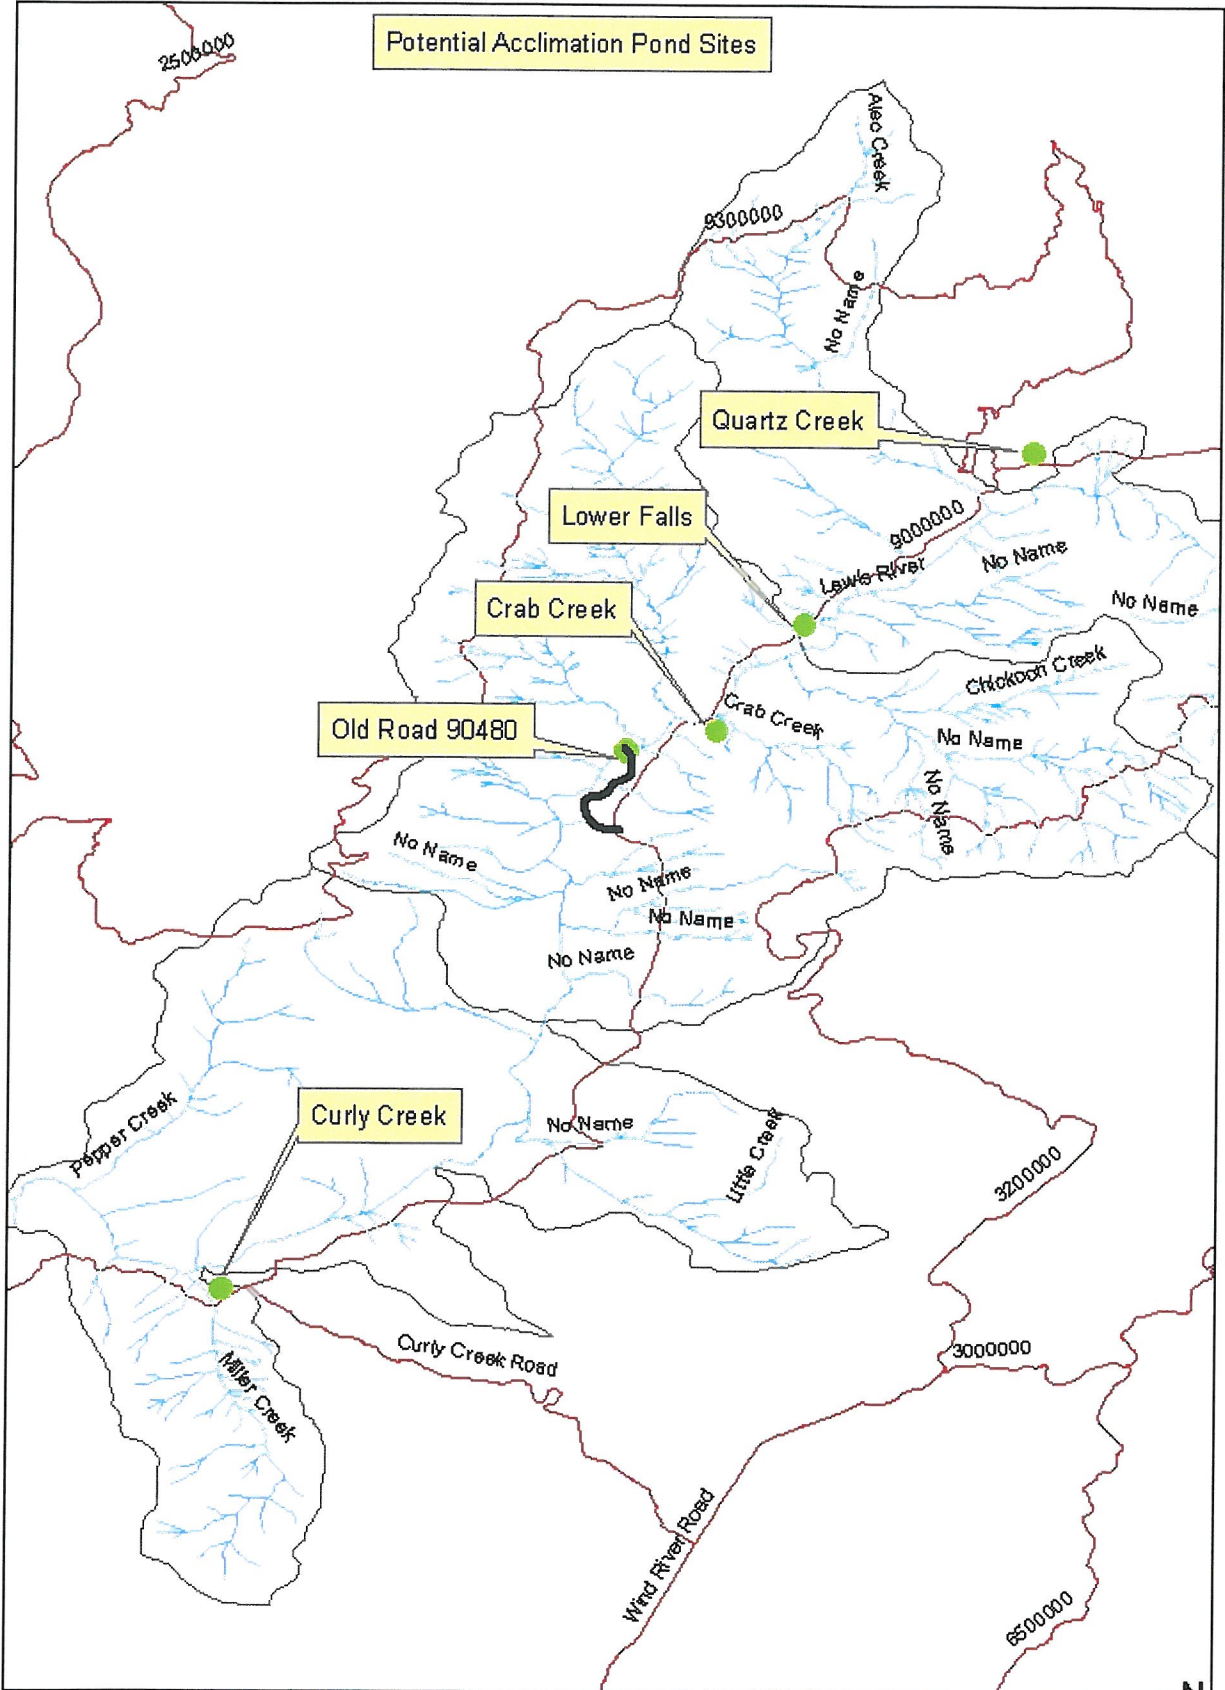 2500000
Potential Acclimation Pond Sites
Alec Creek
9300000
No Name
Quartz Creek
Lower Falls
9000000
Lewis River
No Name
No Name
Crab Creek
Chickoon Creek
Crab Creek
Old Road 90480
No Name
No Name
No Name
No Name
No Name
No Name
Pepper Creek
Curly Creek
No Name
Little Creek
3200000
Curly Creek Road
3000000
Miller Creek
Wind River Road
6500000
N